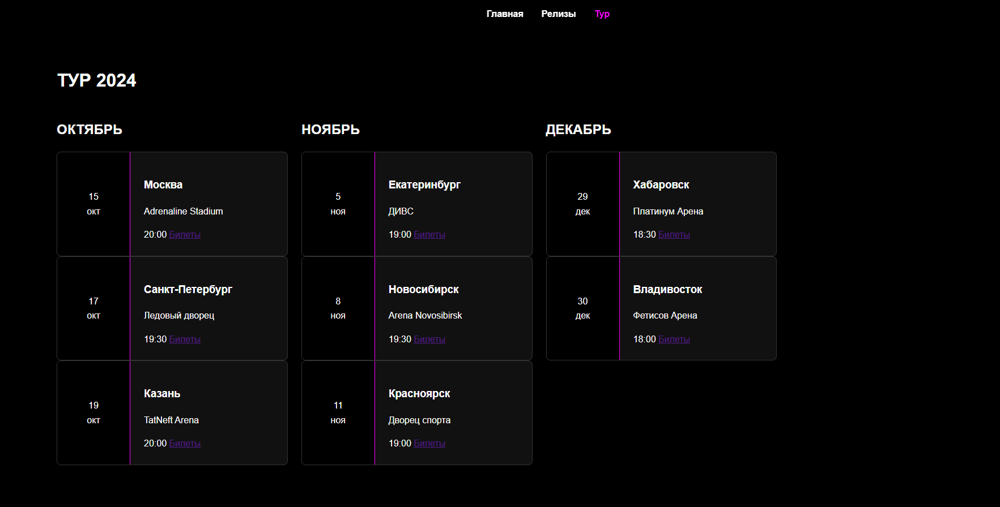 Главная Релизы Тур
ТУР 2024
ОКТЯБРЬ
15
окт
Москва
Adrenaline Stadium
20:00 Билеты
17
окт
Санкт-Петербург
Ледовый дворец
19:30 Билеты
19
окт
Казань
TatNeft Arena
20:00 Билеты
НОЯБРЬ
5
ноя
Екатеринбург
ДИВС
19:00 Билеты
8
ноя
Новосибирск
Arena Novosibirsk
19:30 Билеты
11
ноя
Красноярск
Дворец спорта
19:00 Билеты
ДЕКАБРЬ
29
дек
Хабаровск
Платинум Арена
18:30 Билеты
30
дек
Владивосток
Фетисов Арена
18:00 Билеты